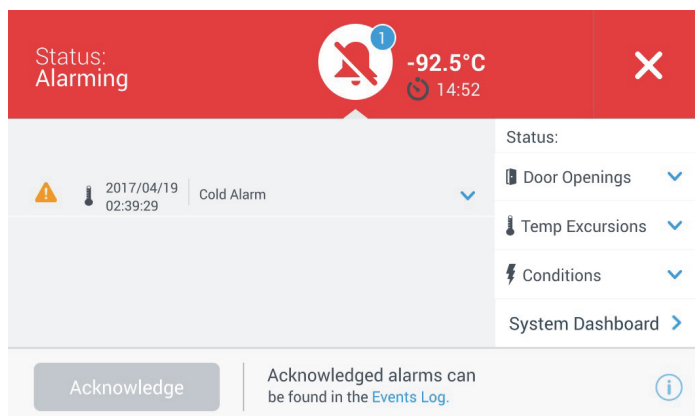 Status:
Alarming
1
-92.5°C
14:52
2017/04/19
02:39:29
Cold Alarm
Status:
Door Openings
Temp Excursions
Conditions
System Dashboard
Acknowledge
Acknowledged alarms can
be found in the Events Log.